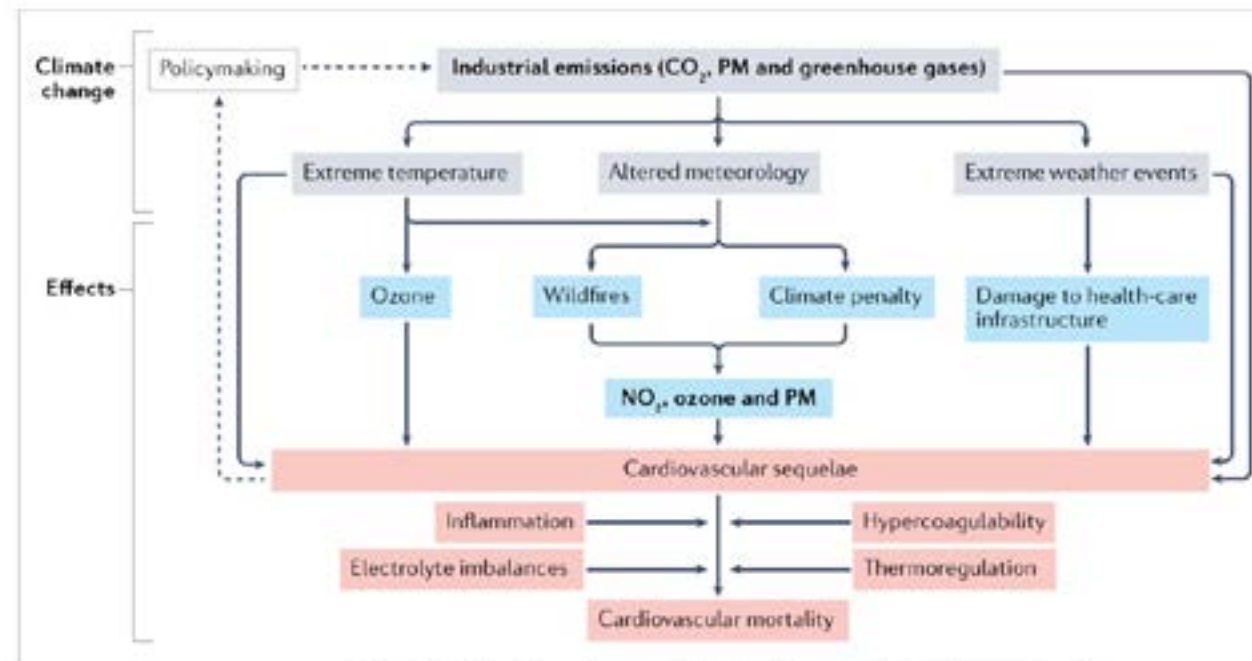 Climate change
Policymaking
Industrial emissions (CO₂, PM and greenhouse gases)
Extreme temperature
Altered meteorology
Extreme weather events
Effects
Ozone
Wildfires
Climate penalty
Damage to health-care
infrastructure
NO₂, ozone and PM
Cardiovascular sequelae
Inflammation
Hypercoagulability
Electrolyte imbalances
Thermoregulation
Cardiovascular mortality